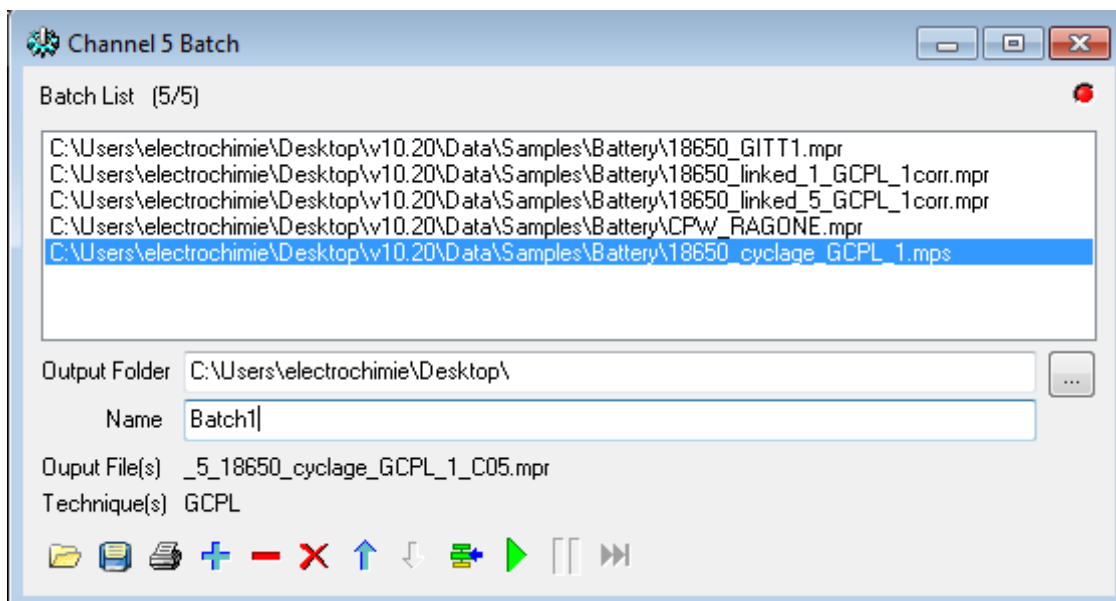 Channel 5 Batch
Batch List (5/5)
C:\Users\electrochimie\Desktop\v10.20\Data\Samples\Battery\18650_GITT1.mpr
C:\Users\electrochimie\Desktop\v10.20\Data\Samples\Battery\18650_linked_1_GCPL_1corr.mpr
C:\Users\electrochimie\Desktop\v10.20\Data\Samples\Battery\18650_linked_5_GCPL_1corr.mpr
C:\Users\electrochimie\Desktop\v10.20\Data\Samples\Battery\CPW_RAGONE.mpr
C:\Users\electrochimie\Desktop\v10.20\Data\Samples\Battery\18650_cyclage_GCPL_1.mps
Output Folder C:\Users\electrochimie\Desktop\ ...
Name Batch1
Ouput File(s) _5_18650_cyclage_GCPL_1_C05.mpr
Technique(s) GCPL